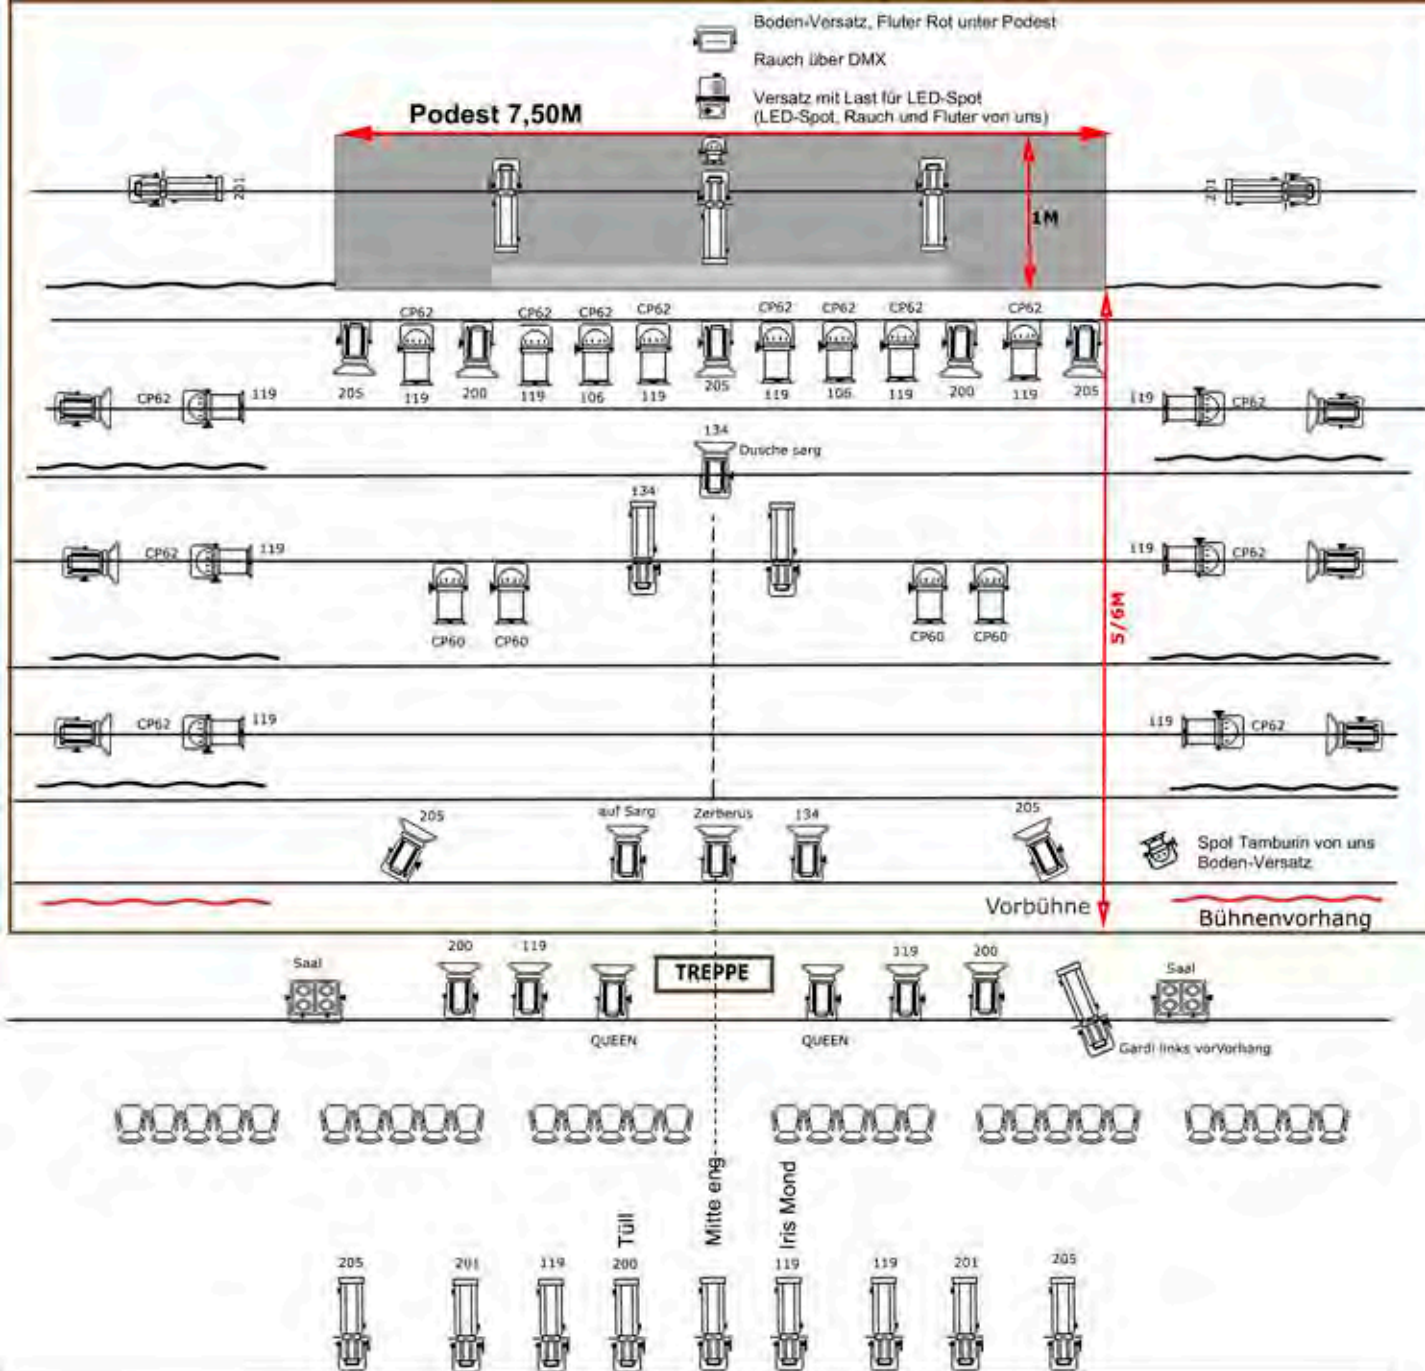 Boden-Versatz, Fluter Rot unter Podest
Rauch über DMX
Versatz mit Last für LED-Spot
(LED-Spot, Rauch und Fluter von uns)
Podest 7,50M
201
1M
201
CP62 CP62 CP62 CP62 CP62 CP62 CP62 CP62
205 119 200 119 106 119 205 119 106 119 200 119 205
CP62 119
119 CP62
134
Dusche sarg
134
CP62 119
119 CP62
CP60 CP60 CP60 CP60
5/6M
CP62 119
119 CP62
205 auf Sarg Zerberus 134 205
Spot Tamburin von uns
Boden-Versatz
Vorbühne
Bühnenvorhang
Saal 200 119 TREPPE 119 200 Saal
QUEEN QUEEN
Gardi links vorVorhang
Tüll
Mitte eng
Iris Mond
205 201 119 200 119 119 201 205